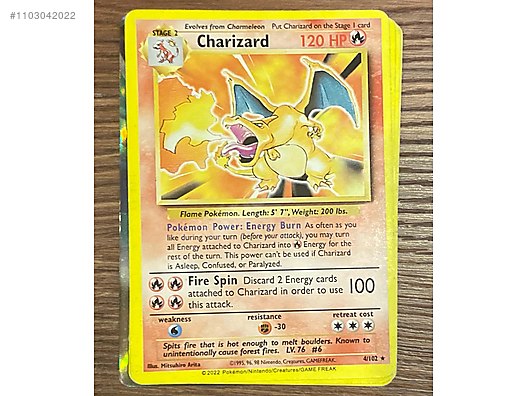 #1103042022
Evolves from Charmeleon Put Charizard on the Stage 1 card
STAGE 2
Charizard 120 HP
Flame Pokémon. Length: 5' 7", Weight: 200 lbs.
Pokémon Power: Energy Burn As often as you
like during your turn (before your attack), you may turn
all Energy attached to Charizard into Energy for the
rest of the turn. This power can't be used if Charizard
is Asleep, Confused, or Paralyzed.
Fire Spin Discard 2 Energy cards
attached to Charizard in order to use
this attack.
100
weakness resistance retreat cost
-30
Spits fire that is hot enough to melt boulders. Known to
unintentionally cause forest fires. LV. 76 #6
Illus. Mitsuhiro Arita ©1995, 96, 98 Nintendo, Creatures, GAMEFREAK. 4/102 ★
©2022 Pokémon/Nintendo/Creatures/GAME FREAK